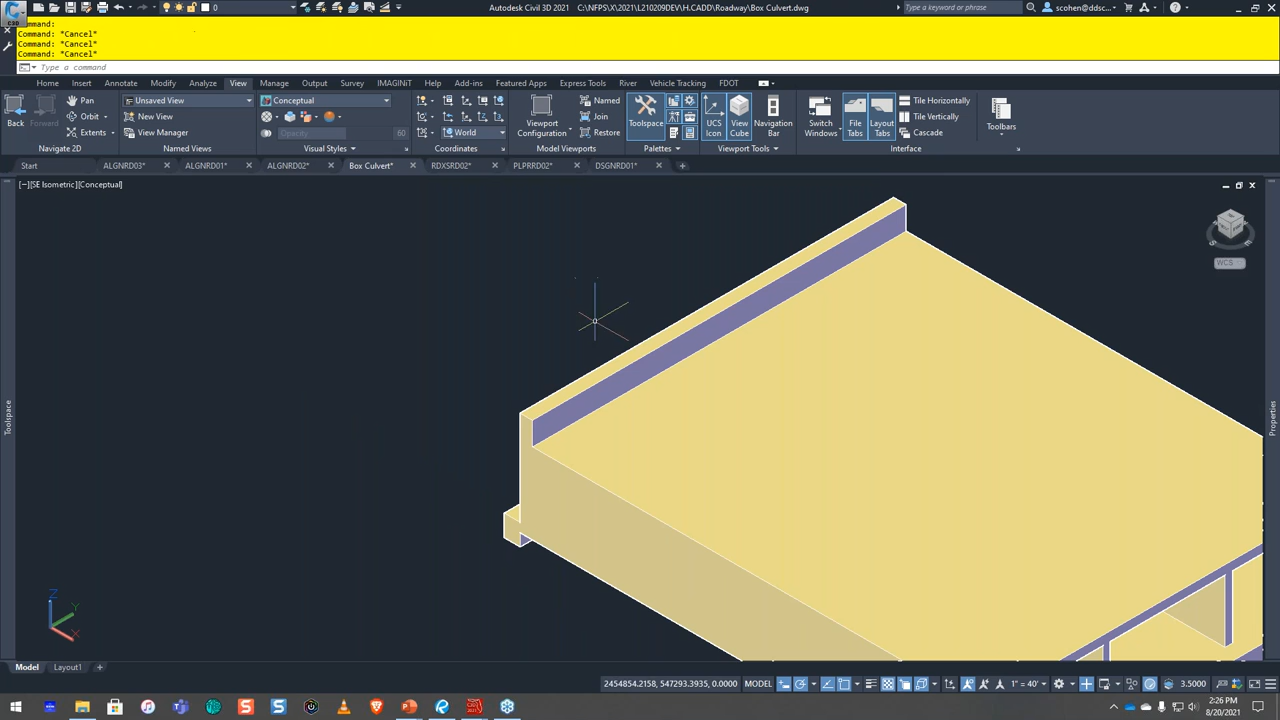 Autodesk Civil 3D 2021 C:\NFPS\X\2021\L210209DEV\H.CADD\Roadway\Box Culvert.dwg
Type a keyword or phrase
scohen@ddsc...
0
C3D
Command:
Command: *Cancel*
Command: *Cancel*
Command: *Cancel*
Type a command
Home Insert Annotate Modify Analyze View Manage Output Survey IMAGINiT Help Add-ins Featured Apps Express Tools River Vehicle Tracking FDOT
Back Forward
Pan
Orbit
Extents
Navigate 2D
Unsaved View
New View
View Manager
Named Views
Conceptual
Opacity 60
Visual Styles
World
Coordinates
Viewport Configuration
Named
Join
Restore
Model Viewports
Toolspace
Palettes
UCS Icon
View Cube
Navigation Bar
Viewport Tools
Switch Windows
File Tabs
Layout Tabs
Tile Horizontally
Tile Vertically
Cascade
Interface
Toolbars
Start ALGNRD03* ALGNRD01* ALGNRD02* Box Culvert* RDXSRD02* PLPRRD02* DSGNRD01*
[−][SE Isometric][Conceptual]
S E
WCS
Toolspace
Properties
Z
Y
X
Model Layout1
2454854.2158, 547293.3935, 0.0000 MODEL 1" = 40' 3.5000
2:26 PM
8/20/2021